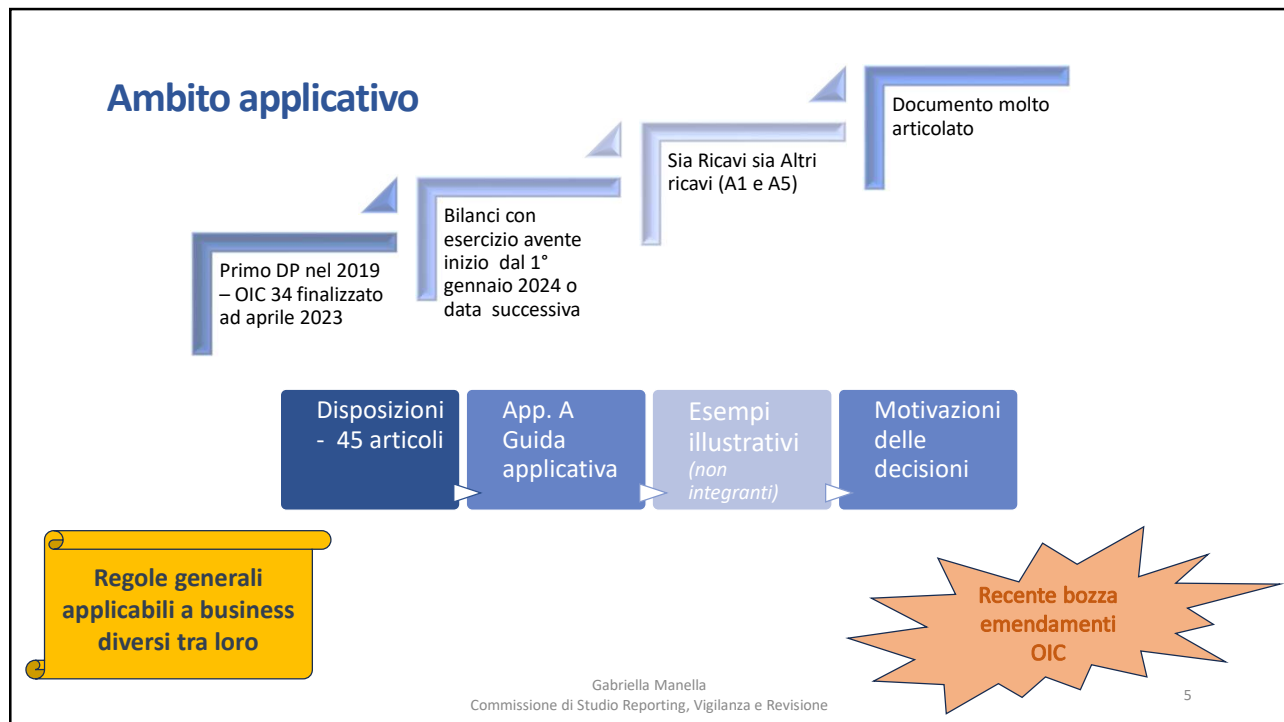 Ambito applicativo
Primo DP nel 2019
– OIC 34 finalizzato
ad aprile 2023
Bilanci con
esercizio avente
inizio dal 1°
gennaio 2024 o
data successiva
Sia Ricavi sia Altri
ricavi (A1 e A5)
Documento molto
articolato
Disposizioni
- 45 articoli
App. A
Guida
applicativa
Esempi
illustrativi
(non
integranti)
Motivazioni
delle
decisioni
Regole generali
applicabili a business
diversi tra loro
Recente bozza
emendamenti
OIC
Gabriella Manella
Commissione di Studio Reporting, Vigilanza e Revisione
5